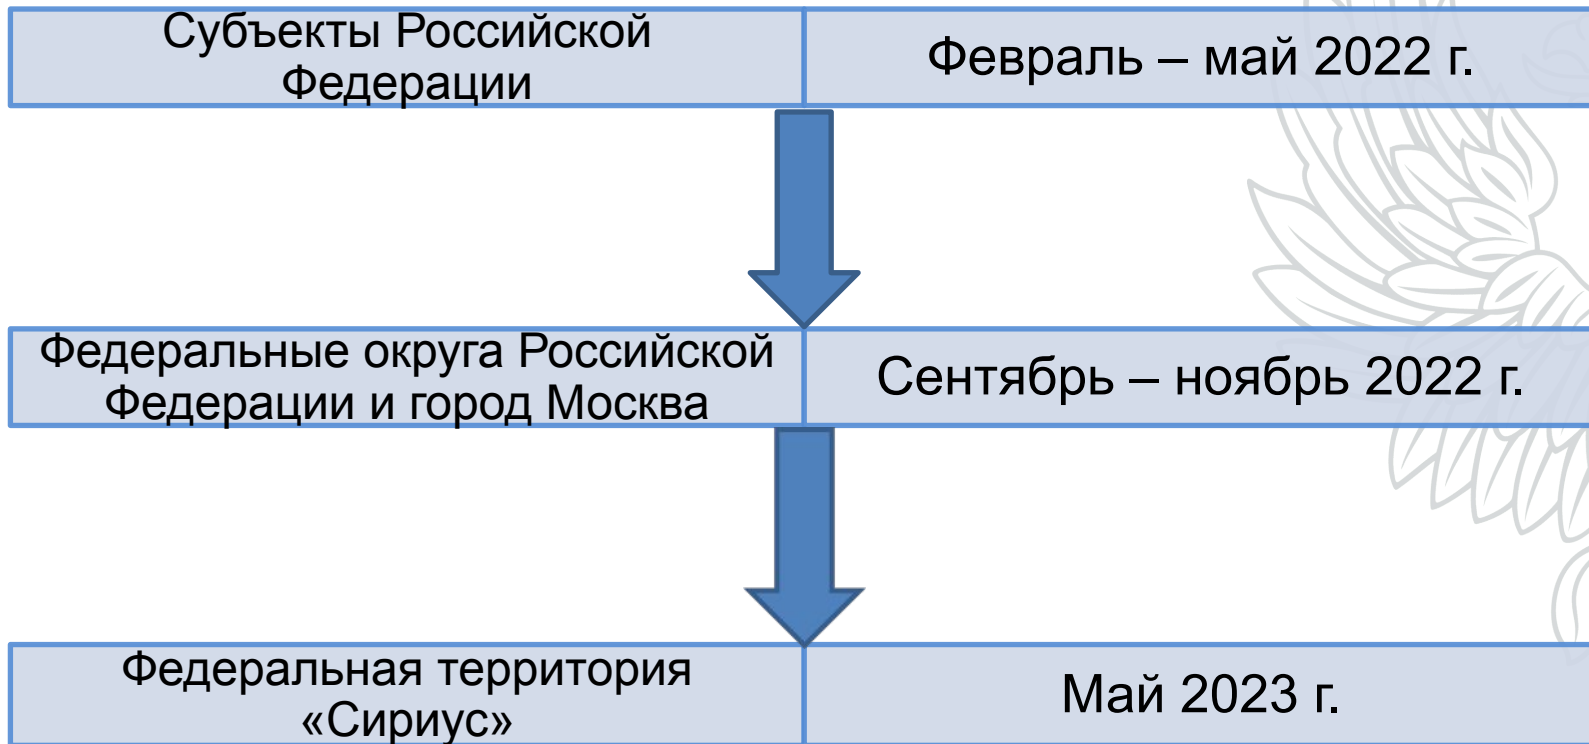 Субъекты Российской
Федерации
Февраль – май 2022 г.
Федеральные округа Российской
Федерации и город Москва
Сентябрь – ноябрь 2022 г.
Федеральная территория
«Сириус»
Май 2023 г.